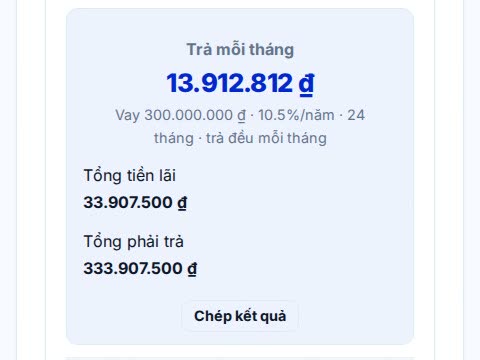 Trả mỗi tháng
13.912.812 ₫
Vay 300.000.000 ₫ · 10.5%/năm · 24
tháng · trả đều mỗi tháng
Tổng tiền lãi
33.907.500 ₫
Tổng phải trả
333.907.500 ₫
Chép kết quả